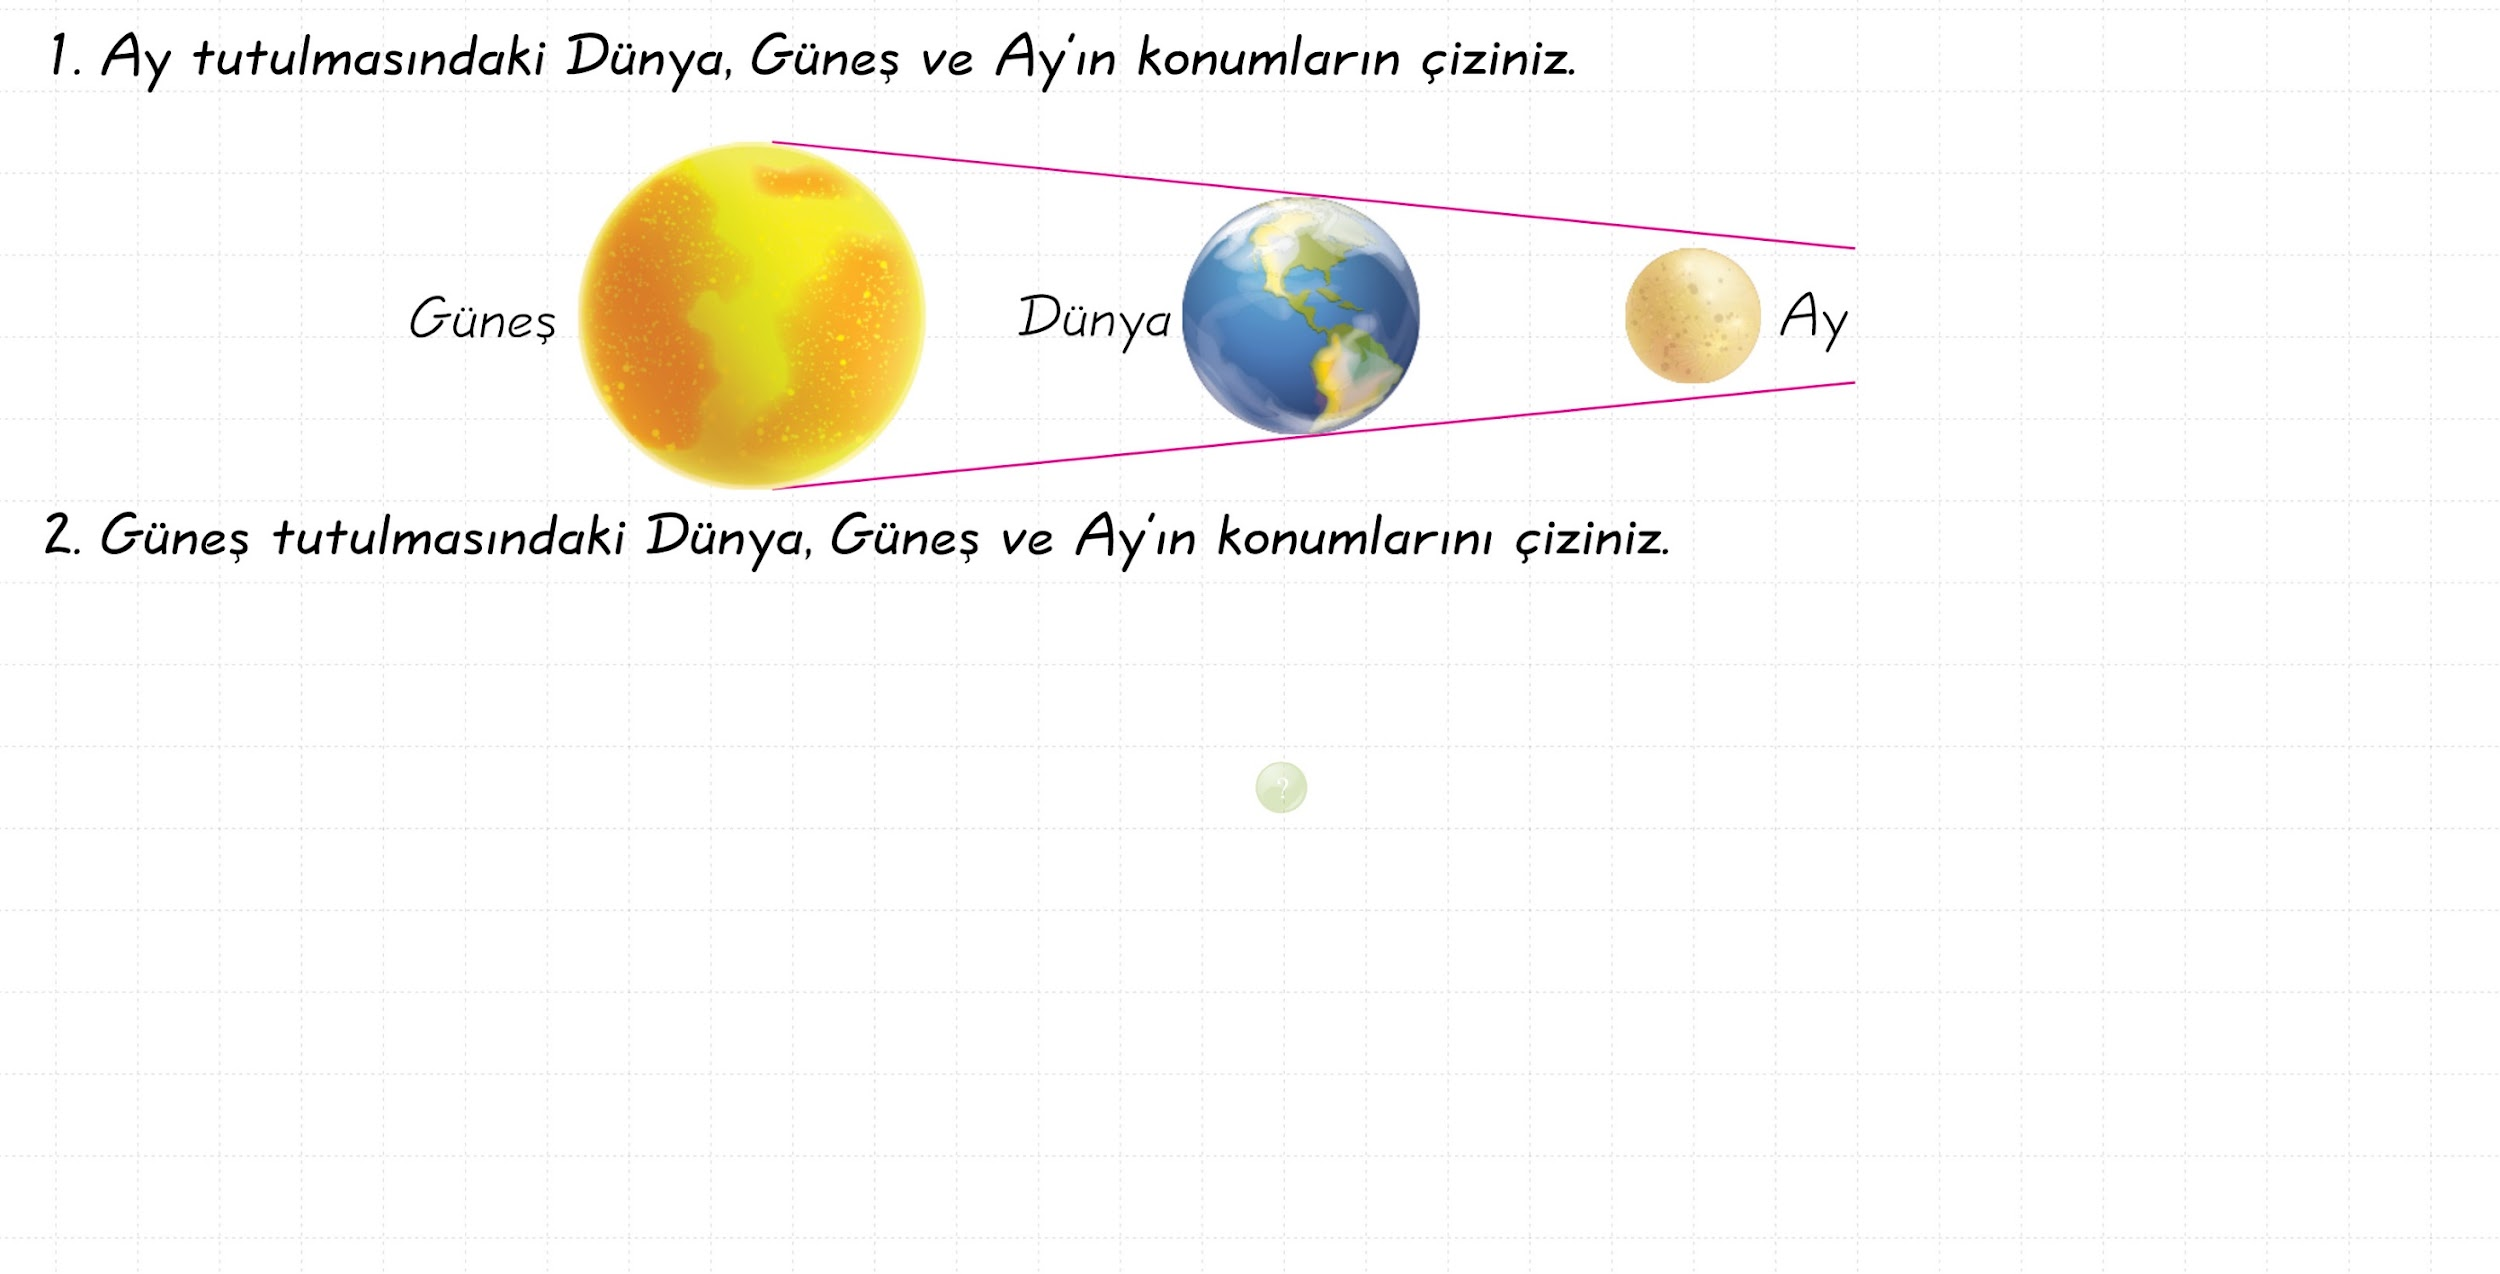 1. Ay tutulmasındaki Dünya, Güneş ve Ay'ın konumların çiziniz.
Güneş Dünya Ay
2. Güneş tutulmasındaki Dünya, Güneş ve Ay'ın konumlarını çiziniz.
?